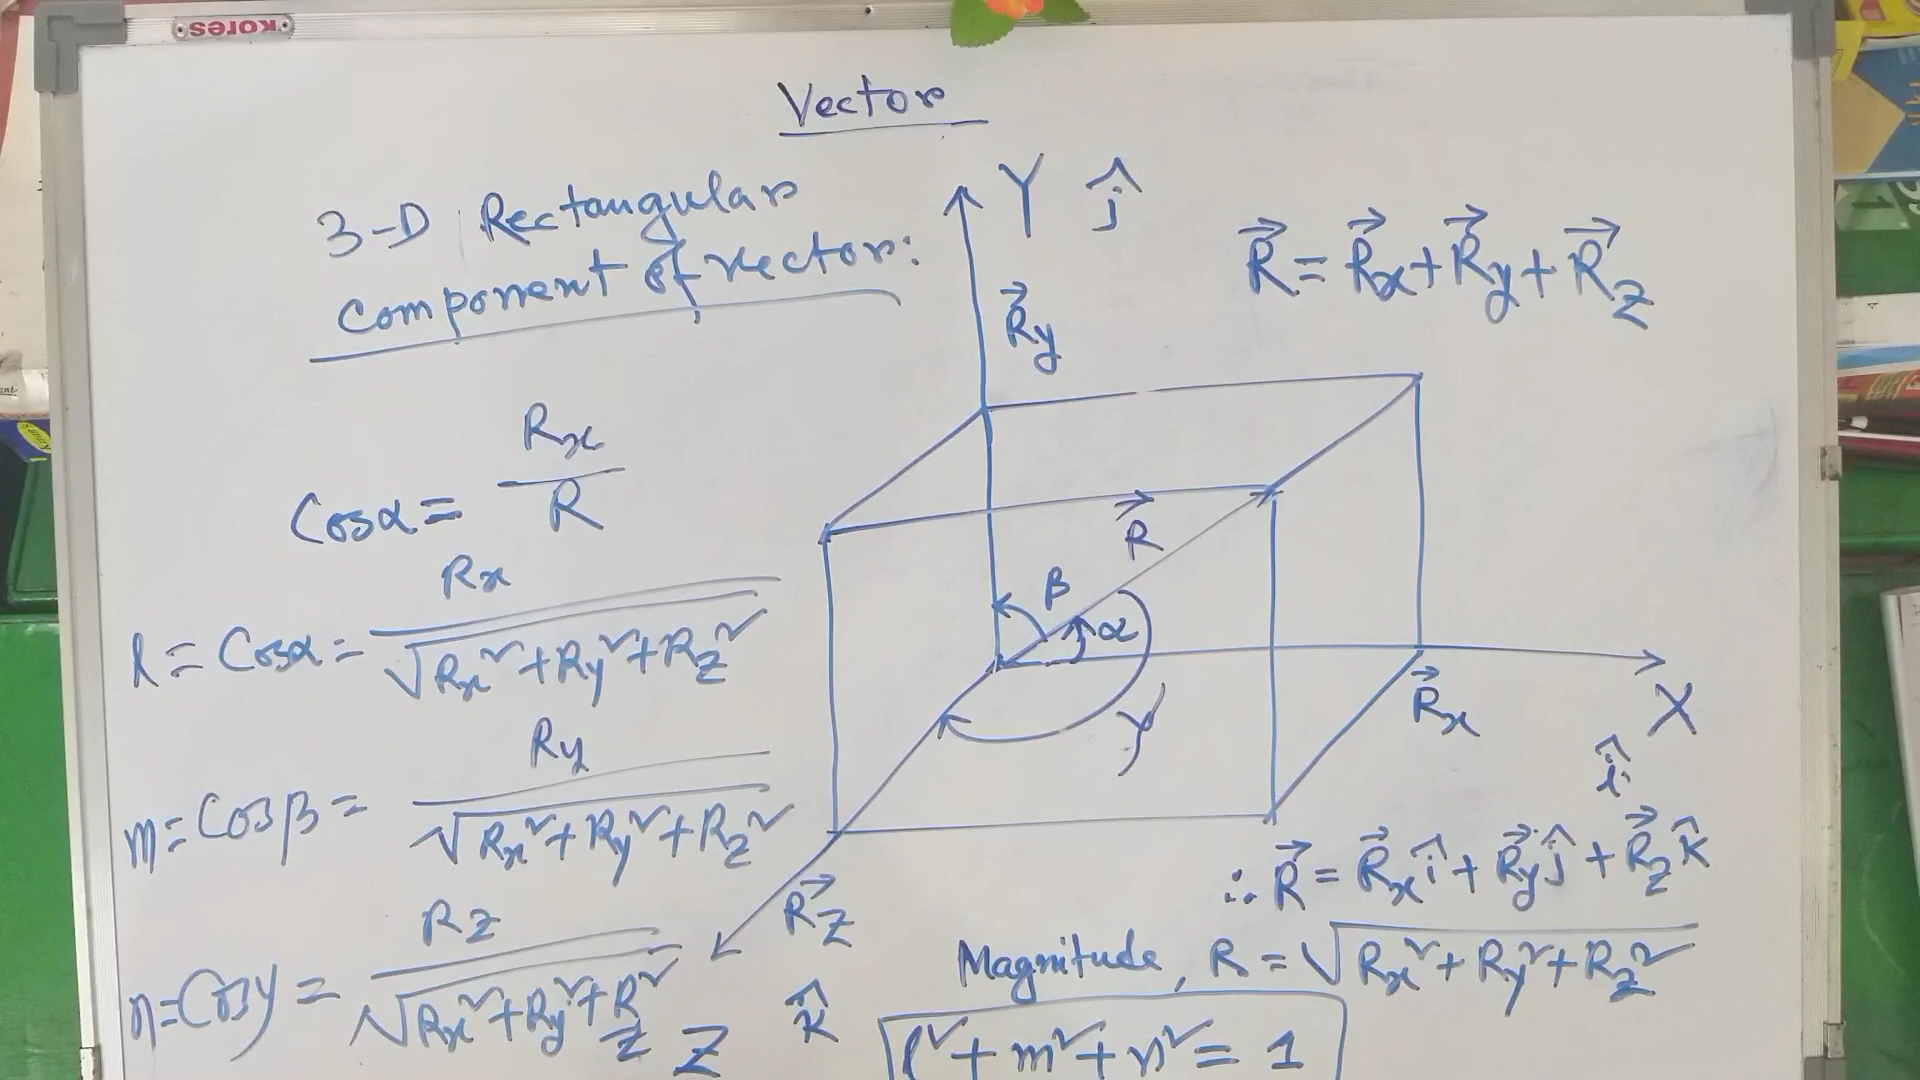 KORES
Vector
3-D Rectangular
component of vector:
Y ĵ
R⃗ = R⃗x + R⃗y + R⃗z
R⃗y
Cosα = Rx / R
l = Cosα = Rx / √Rx²+Ry²+Rz²
m = Cosβ = Ry / √Rx²+Ry²+Rz²
n = Cosγ = Rz / √Rx²+Ry²+Rz²
R⃗
β
α
γ
R⃗x
X
î
R⃗z
Z k̂
∴ R⃗ = R⃗x î + R⃗y ĵ + R⃗z k̂
Magnitude, R = √Rx²+Ry²+Rz²
l²+m²+n² = 1